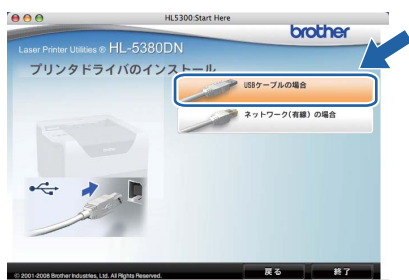 HL5300:Start Here
brother
Laser Printer Utilities ® HL-5380DN
プリンタドライバのインストール
USBケーブルの場合
ネットワーク(有線) の場合
© 2001-2008 Brother Industries, Ltd. All Rights Reserved.
戻る
終了